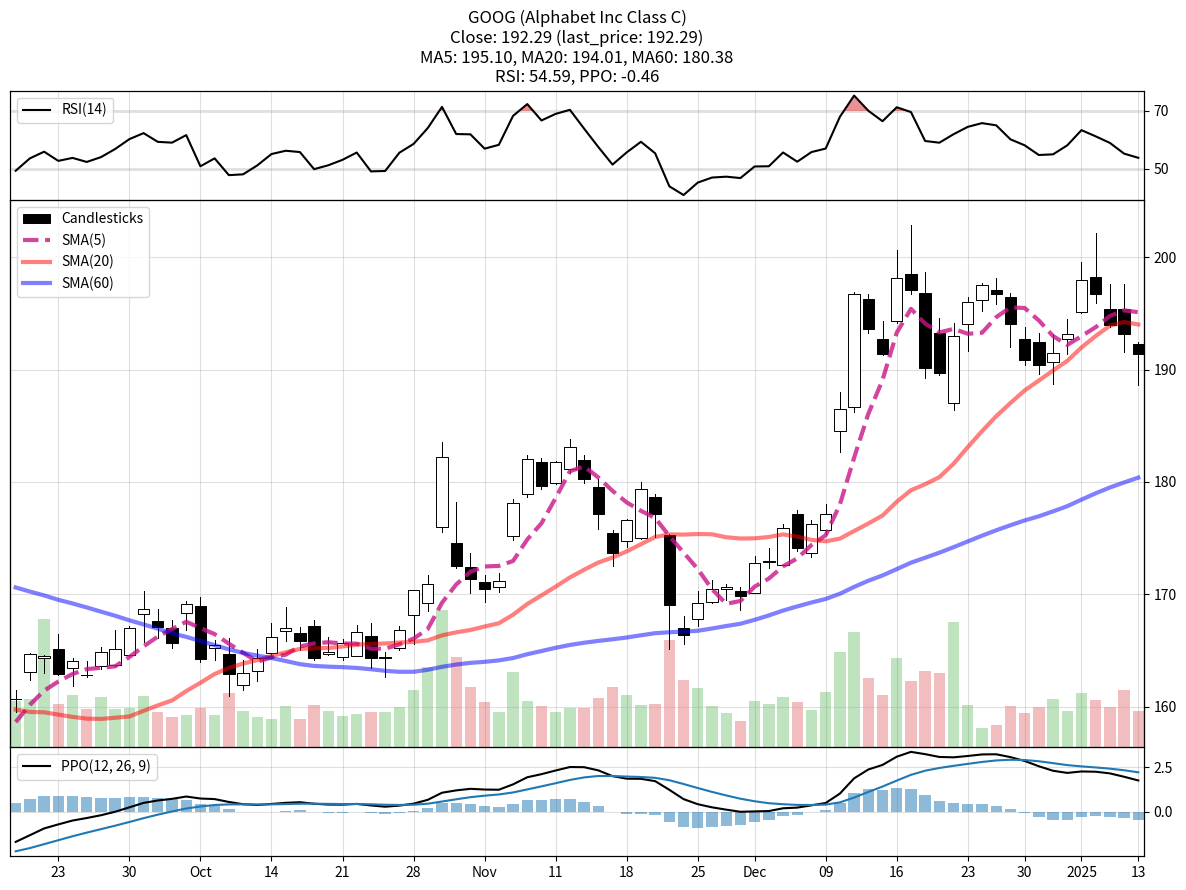 GOOG (Alphabet Inc Class C)
Close: 192.29 (last_price: 192.29)
MA5: 195.10, MA20: 194.01, MA60: 180.38
RSI: 54.59, PPO: -0.46
RSI(14)
70
50
Candlesticks
SMA(5)
SMA(20)
SMA(60)
200
190
180
170
160
PPO(12, 26, 9)
2.5
0.0
23 30 Oct 14 21 28 Nov 11 18 25 Dec 09 16 23 30 2025 13